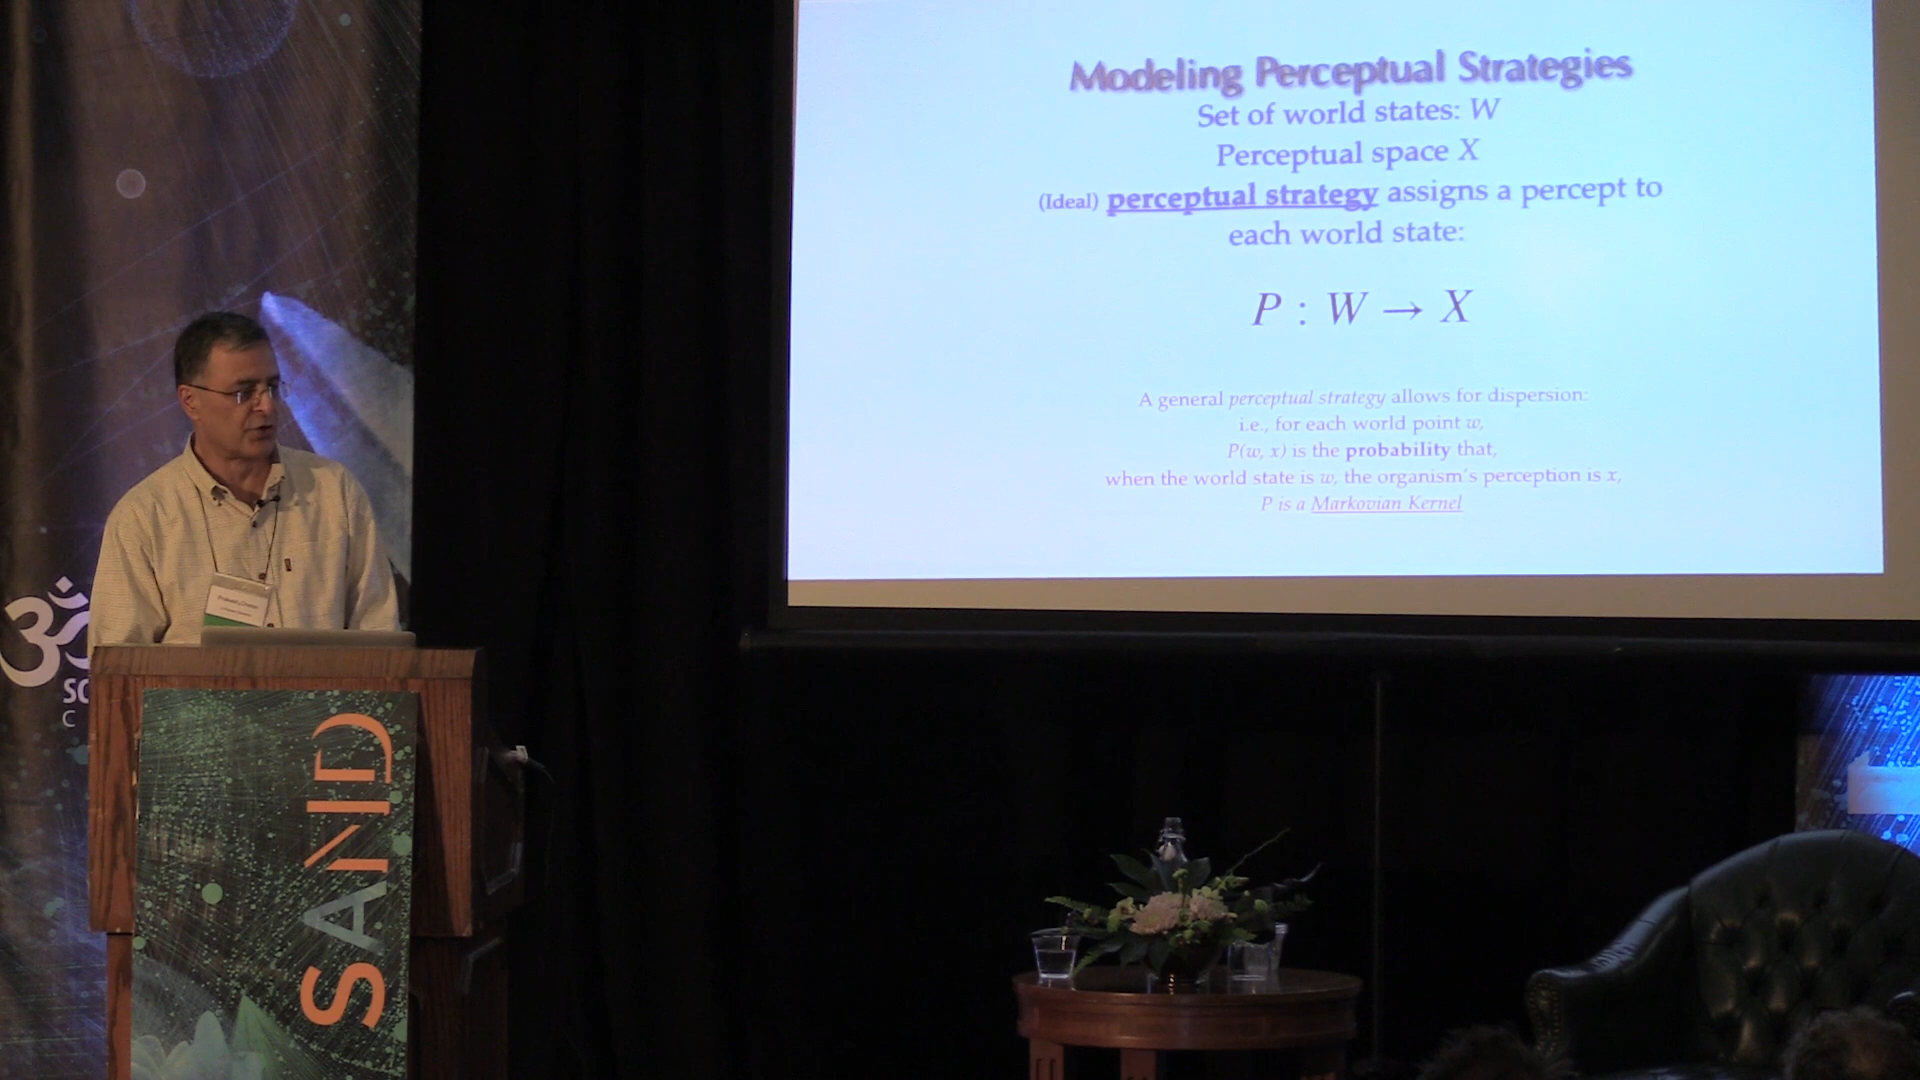 Modeling Perceptual Strategies
Set of world states: W
Perceptual space X
(Ideal) perceptual strategy assigns a percept to
each world state:
P : W → X
A general perceptual strategy allows for dispersion:
i.e., for each world point w,
P(w, x) is the probability that,
when the world state is w, the organism's perception is x,
P is a Markovian Kernel
SAND